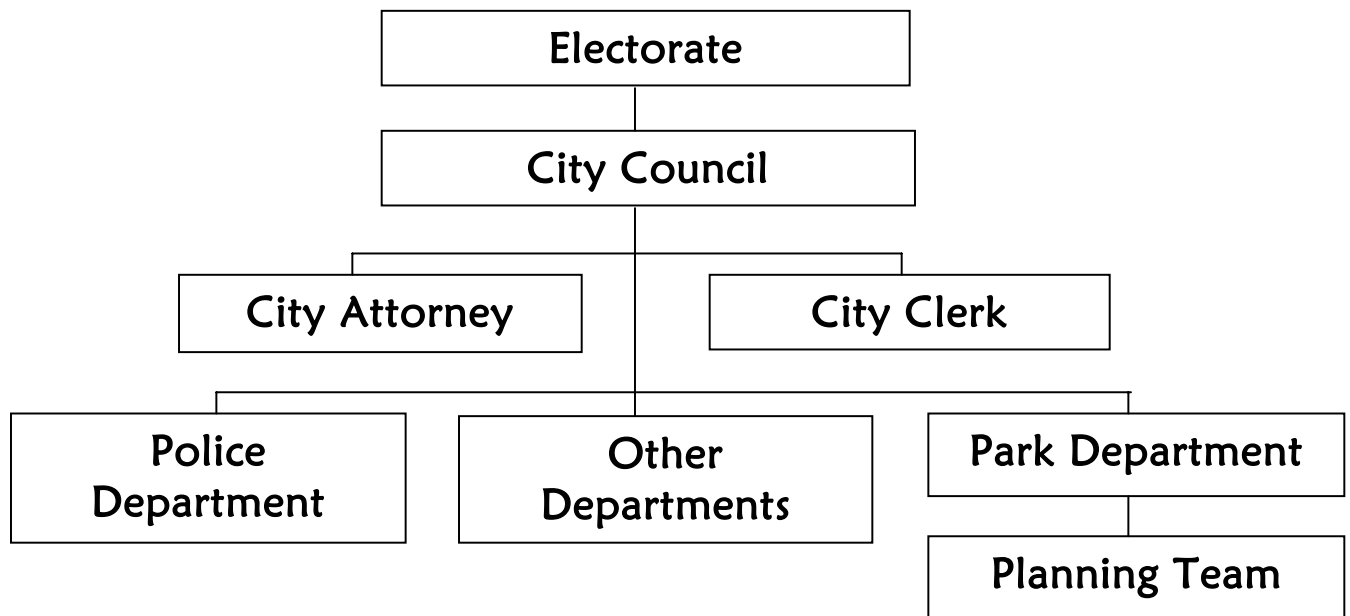 Electorate
City Council
City Attorney
City Clerk
Police
Department
Other
Departments
Park Department
Planning Team